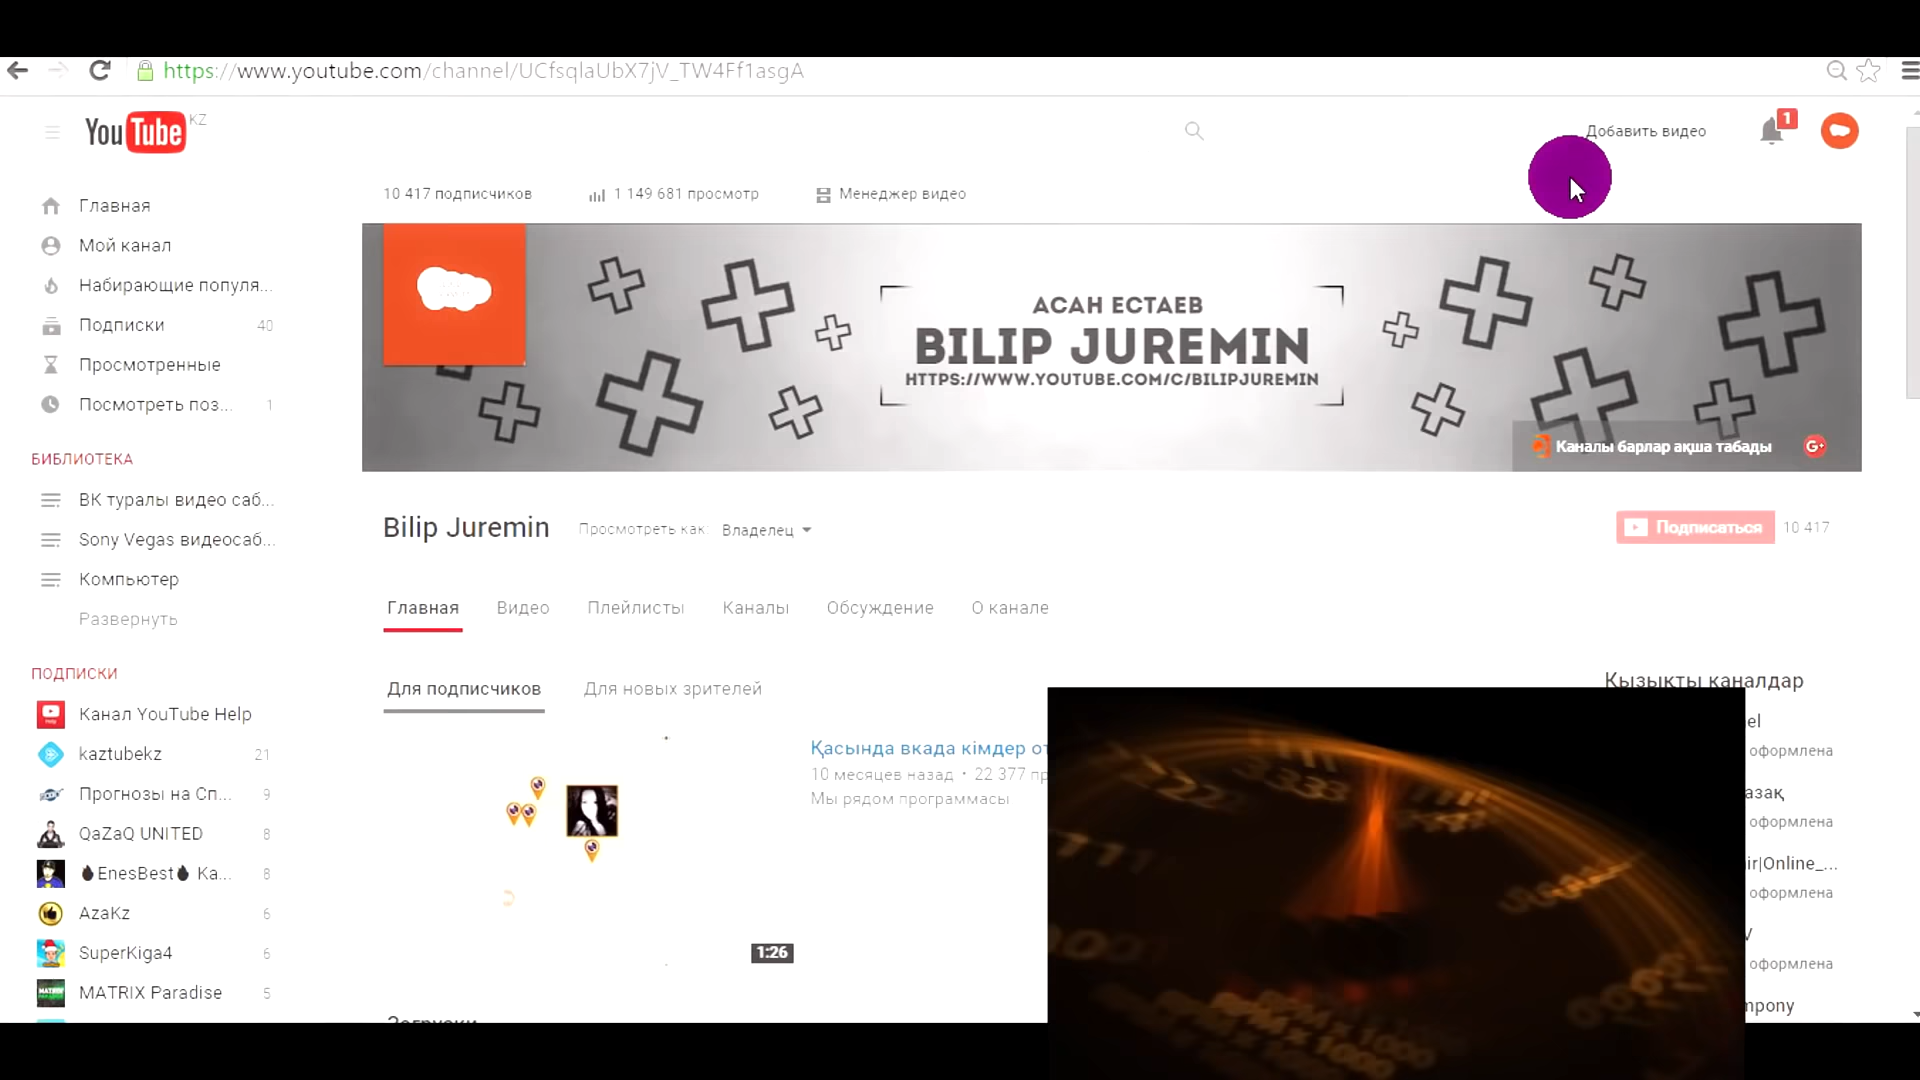 https://www.youtube.com/channel/UCfsqlaUbX7jV_TW4Ff1asgA
YouTube KZ
Добавить видео
1
10 417 подписчиков
1 149 681 просмотр
Менеджер видео
Главная
Мой канал
Набирающие популя...
Подписки 40
Просмотренные
Посмотреть поз... 1
БИБЛИОТЕКА
ВК туралы видео саб...
Sony Vegas видеосаб...
Компьютер
Развернуть
ПОДПИСКИ
Канал YouTube Help
kaztubekz 21
Прогнозы на Сп... 9
QaZaQ UNITED 8
EnesBest Ка... 8
AzaKz 6
SuperKiga4 6
MATRIX Paradise 5
АСАН ЕСТАЕВ
BILIP JUREMIN
HTTPS://WWW.YOUTUBE.COM/C/BILIPJUREMIN
Каналы барлар ақша табады
G+
Bilip Juremin
Просмотреть как: Владелец
Подписаться 10 417
Главная
Видео
Плейлисты
Каналы
Обсуждение
О канале
Для подписчиков
Для новых зрителей
Қасында вкада кімдер
10 месяцев назад • 22 377
Мы рядом программасы
1:26
Загрузки
Қызықты каналдар
el
оформлена
азақ
оформлена
ir|Online_...
оформлена
V
оформлена
mpony